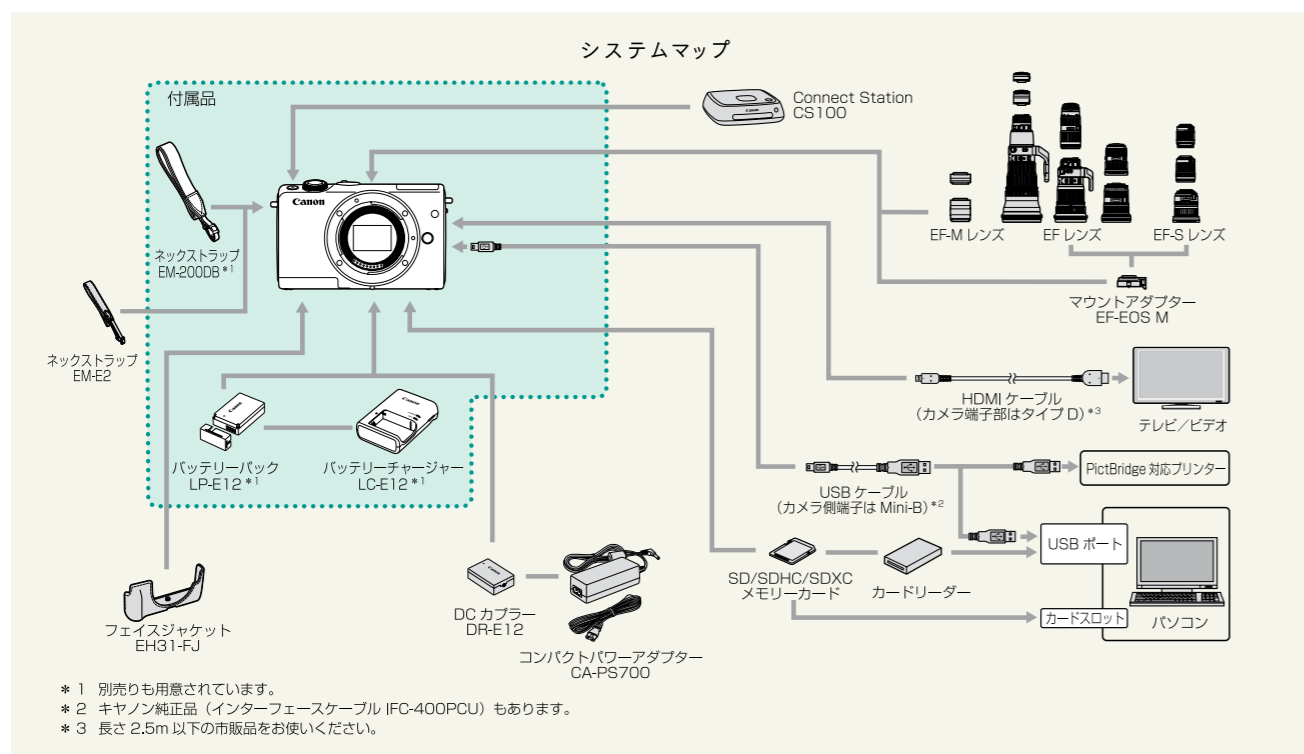 システムマップ
付属品
Connect Station
CS100
Canon
ネックストラップ
EM-200DB*1
ネックストラップ
EM-E2
EF-M レンズ
EF レンズ
EF-S レンズ
マウントアダプター
EF-EOS M
HDMI ケーブル
（カメラ端子部はタイプ D）*3
テレビ／ビデオ
バッテリーパック
LP-E12*1
バッテリーチャージャー
LC-E12*1
USB ケーブル
（カメラ側端子は Mini-B）*2
PictBridge 対応プリンター
USB ポート
SD/SDHC/SDXC
メモリーカード
カードリーダー
カードスロット
パソコン
フェイスジャケット
EH31-FJ
DC カプラー
DR-E12
コンパクトパワーアダプター
CA-PS700
＊1 別売りも用意されています。
＊2 キヤノン純正品（インターフェースケーブル IFC-400PCU）もあります。
＊3 長さ 2.5m 以下の市販品をお使いください。